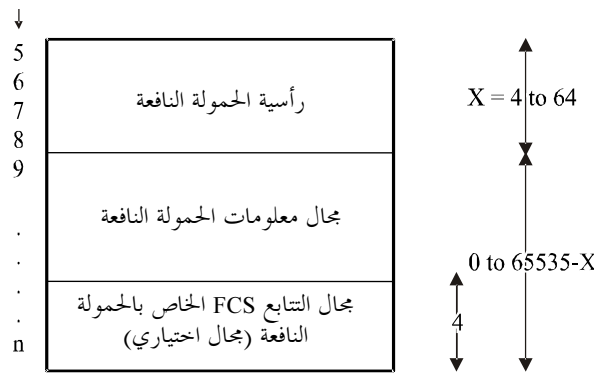 ↓
5
6
7
8
9
.
.
.
.
n
رأسية الحمولة النافعة
مجال معلومات الحمولة النافعة
مجال التتابع FCS الخاص بالحمولة
النافعة (مجال اختياري)
X = 4 to 64
0 to 65535-X
4